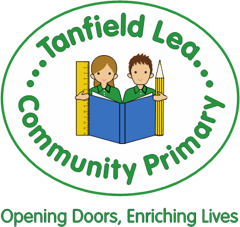 ...Tanfield Lea...
Community Primary
Opening Doors, Enriching Lives